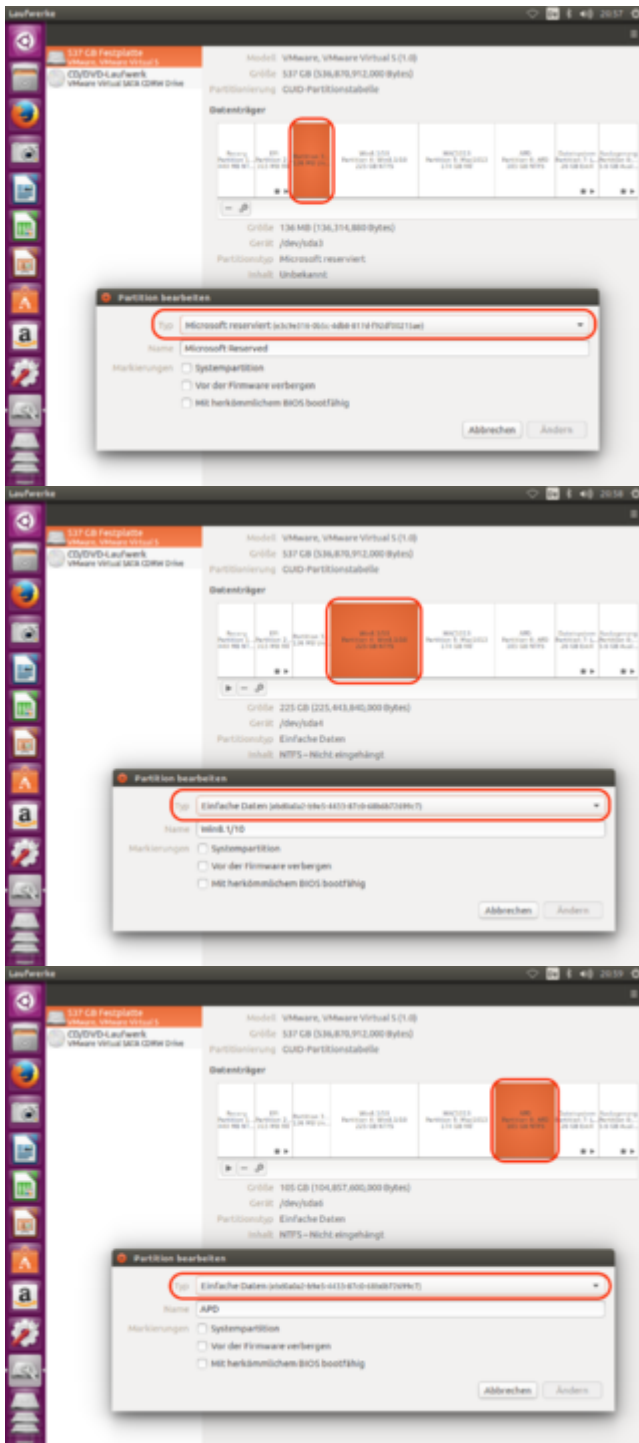 Laufwerke
De
20:57
537 GB Festplatte
VMware, VMware Virtual S
CD/DVD-Laufwerk
VMware Virtual SATA CDRW Drive
Modell VMware, VMware Virtual S (1.0)
Größe 537 GB (536,870,912,000 Bytes)
Partitionierung GUID-Partitionstabelle
Datenträger
Größe 136 MB (136,314,880 Bytes)
Gerät /dev/sda3
Partitionstyp Microsoft reserviert
Inhalt Unbekannt
Partition bearbeiten
Typ Microsoft reserviert
Name Microsoft Reserved
Markierungen Systempartition
Vor der Firmware verbergen
Mit herkömmlichem BIOS bootfähig
Abbrechen Ändern
Laufwerke
De
20:58
537 GB Festplatte
VMware, VMware Virtual S
CD/DVD-Laufwerk
VMware Virtual SATA CDRW Drive
Modell VMware, VMware Virtual S (1.0)
Größe 537 GB (536,870,912,000 Bytes)
Partitionierung GUID-Partitionstabelle
Datenträger
Größe 225 GB (225,443,840,000 Bytes)
Gerät /dev/sda4
Partitionstyp Einfache Daten
Inhalt NTFS – Nicht eingehängt
Partition bearbeiten
Typ Einfache Daten
Name Win8.1/10
Markierungen Systempartition
Vor der Firmware verbergen
Mit herkömmlichem BIOS bootfähig
Abbrechen Ändern
Laufwerke
De
20:59
537 GB Festplatte
VMware, VMware Virtual S
CD/DVD-Laufwerk
VMware Virtual SATA CDRW Drive
Modell VMware, VMware Virtual S (1.0)
Größe 537 GB (536,870,912,000 Bytes)
Partitionierung GUID-Partitionstabelle
Datenträger
Größe 105 GB (104,857,600,000 Bytes)
Gerät /dev/sda6
Partitionstyp Einfache Daten
Inhalt NTFS – Nicht eingehängt
Partition bearbeiten
Typ Einfache Daten
Name APD
Markierungen Systempartition
Vor der Firmware verbergen
Mit herkömmlichem BIOS bootfähig
Abbrechen Ändern